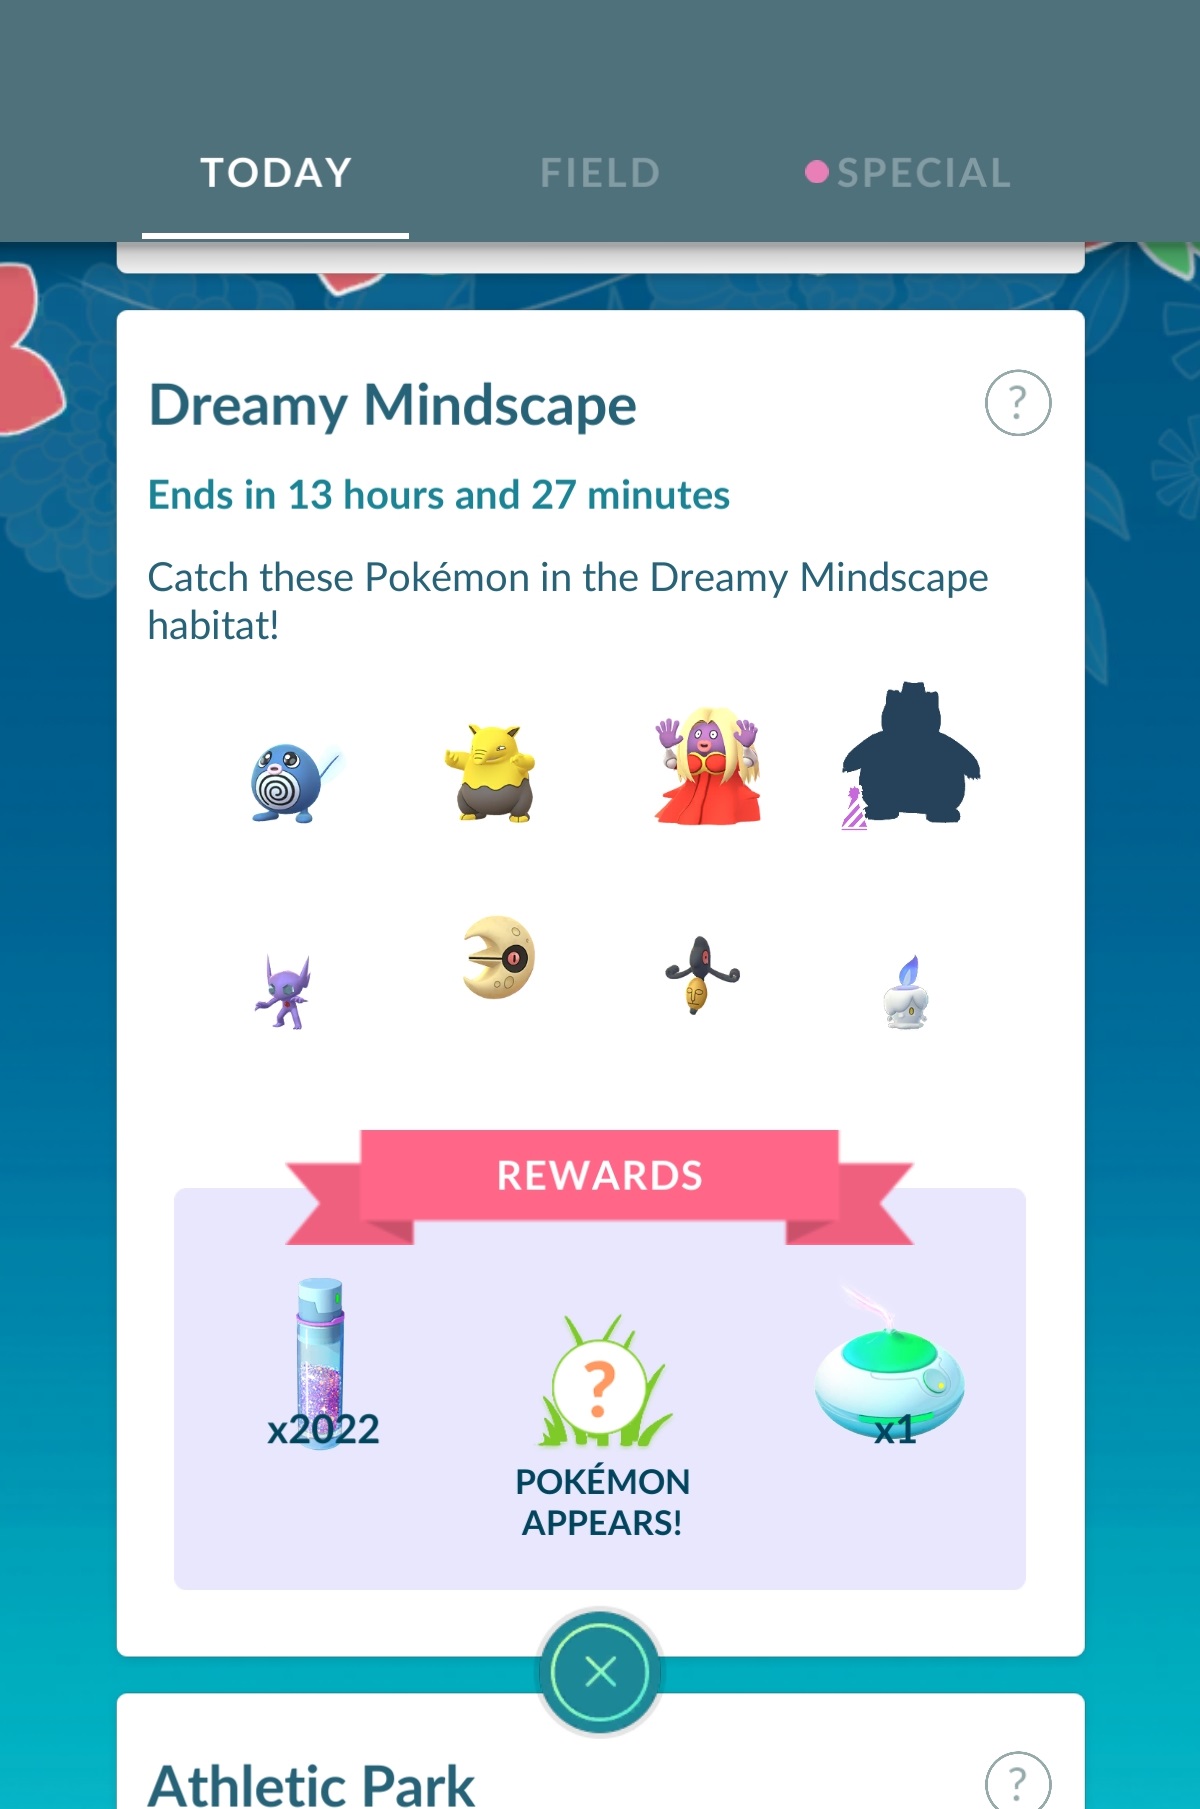 TODAY
FIELD
SPECIAL
Dreamy Mindscape
?
Ends in 13 hours and 27 minutes
Catch these Pokémon in the Dreamy Mindscape
habitat!
REWARDS
x2022
?
POKÉMON
APPEARS!
x1
Athletic Park
?